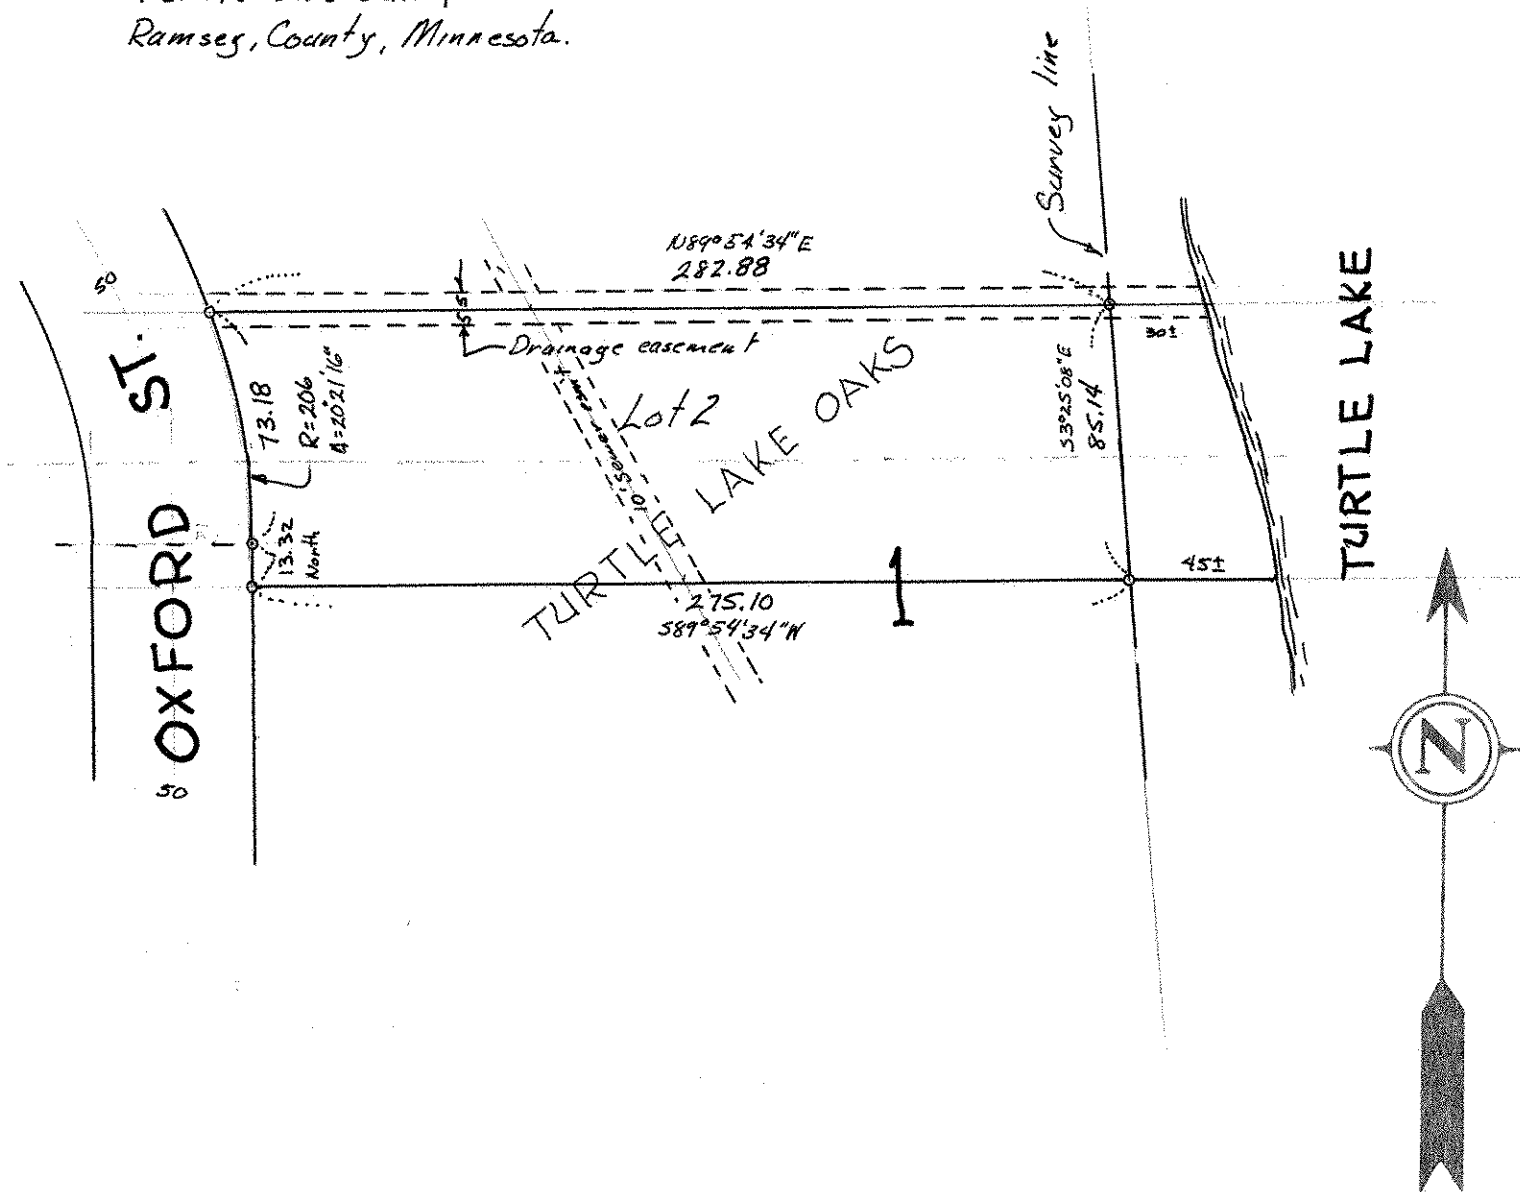 Ramsey, County, Minnesota.
Survey line
N89°54'34"E
282.88
50
5
5
Drainage easement
30±
ST.
73.18
R=206
Δ=20°21'16"
Lot 2
TURTLE LAKE OAKS
S3°25'08"E
85.14
TURTLE LAKE
10' sewer esm't
OXFORD
13.32
North
1
45±
275.10
S89°54'34"W
50
N